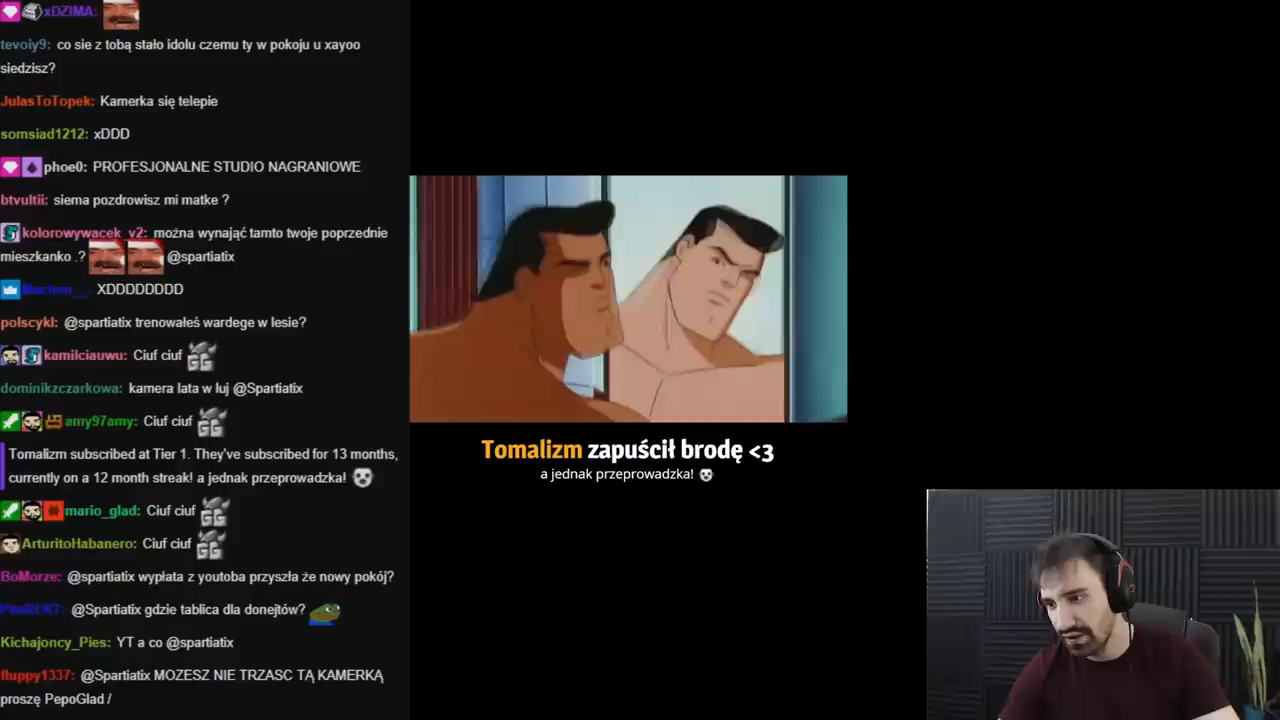 xDZIMA:
tevoiy9: co sie z tobą stało idolu czemu ty w pokoju u xayoo
siedzisz?
JulasToTopek: Kamerka się telepie
somsiad1212: xDDD
phoe0: PROFESJONALNE STUDIO NAGRANIOWE
btvultii: siema pozdrowisz mi matke ?
kolorowywacek_v2: można wynająć tamto twoje poprzednie
mieszkanko .? @spartiatix
XDDDDDDDD
polscykl: @spartiatix trenowałeś wardege w lesie?
kamilciauwu: Ciuf ciuf
dominikzczarkowa: kamera lata w luj @Spartiatix
amy97amy: Ciuf ciuf
Tomalizm subscribed at Tier 1. They've subscribed for 13 months,
currently on a 12 month streak! a jednak przeprowadzka!
mario_glad: Ciuf ciuf
ArturitoHabanero: Ciuf ciuf
BoMorze: @spartiatix wypłata z youtoba przyszła że nowy pokój?
@Spartiatix gdzie tablica dla donejtów?
Kichajoncy_Pies: YT a co @spartiatix
fluppy1337: @Spartiatix MOZESZ NIE TRZASC TĄ KAMERKĄ
proszę PepoGlad /
Tomalizm zapuścił brodę <3
a jednak przeprowadzka!